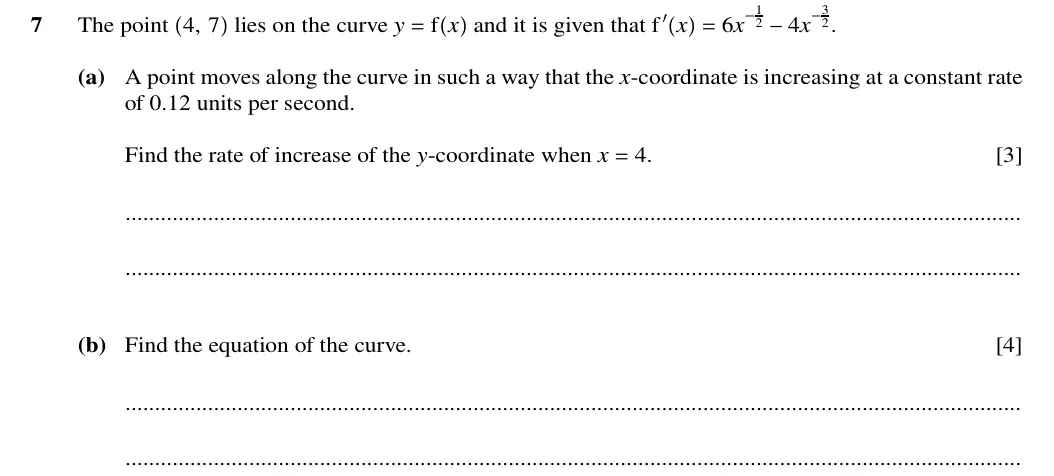 7 The point (4, 7) lies on the curve y = f(x) and it is given that f′(x) = 6x^{-\frac{1}{2}} − 4x^{-\frac{3}{2}}.
(a) A point moves along the curve in such a way that the x-coordinate is increasing at a constant rate
of 0.12 units per second.
Find the rate of increase of the y-coordinate when x = 4. [3]
(b) Find the equation of the curve. [4]